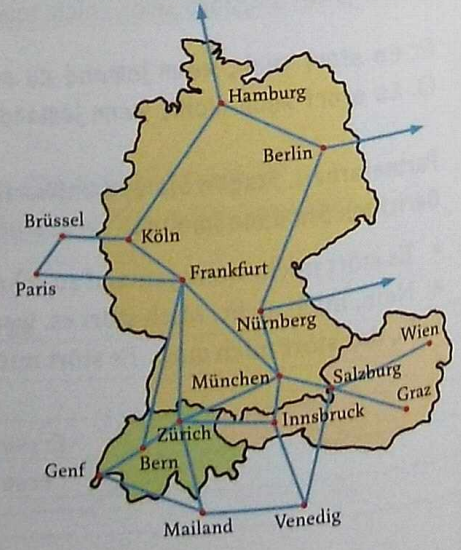 Hamburg
Berlin
Brüssel
Köln
Paris
Frankfurt
Nürnberg
Wien
München
Salzburg
Graz
Innsbruck
Zürich
Bern
Genf
Mailand
Venedig